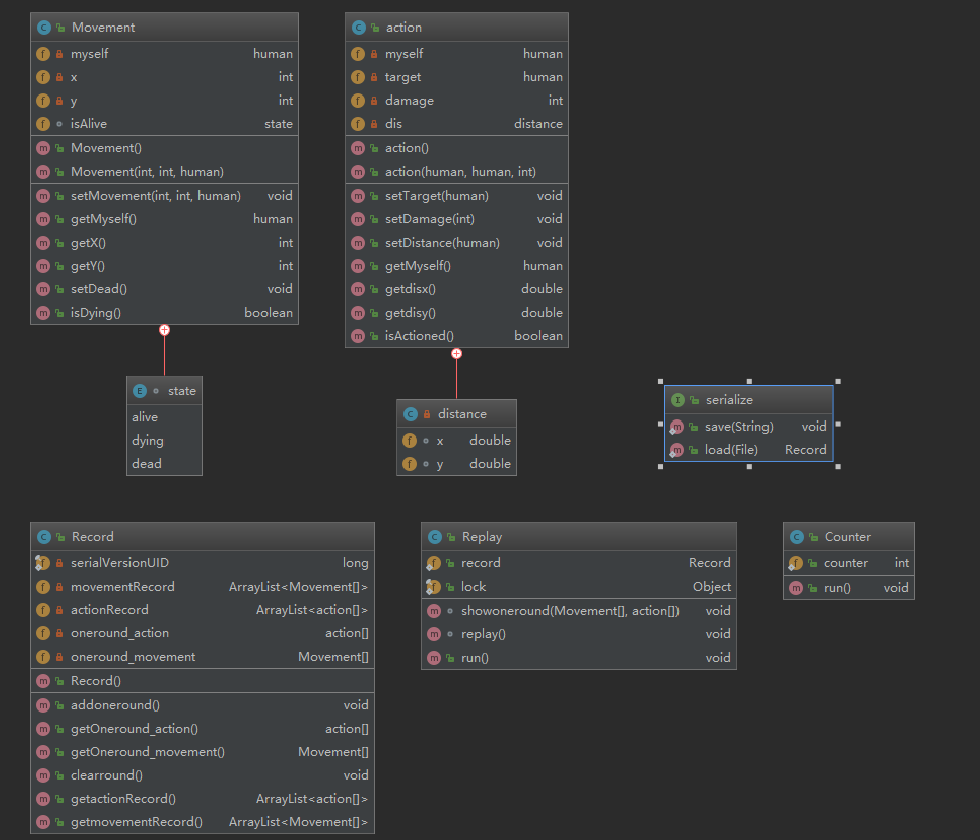 Movement
myself human
x int
y int
isAlive state
Movement()
Movement(int, int, human)
setMovement(int, int, human) void
getMyself() human
getX() int
getY() int
setDead() void
isDying() boolean
action
myself human
target human
damage int
dis distance
action()
action(human, human, int)
setTarget(human) void
setDamage(int) void
setDistance(human) void
getMyself() human
getdisx() double
getdisy() double
isActioned() boolean
state
alive
dying
dead
distance
x double
y double
serialize
save(String) void
load(File) Record
Record
serialVersionUID long
movementRecord ArrayList<Movement[]>
actionRecord ArrayList<action[]>
oneround_action action[]
oneround_movement Movement[]
Record()
addoneround() void
getOneround_action() action[]
getOneround_movement() Movement[]
clearround() void
getactionRecord() ArrayList<action[]>
getmovementRecord() ArrayList<Movement[]>
Replay
record Record
lock Object
showoneround(Movement[], action[]) void
replay() void
run() void
Counter
counter int
run() void